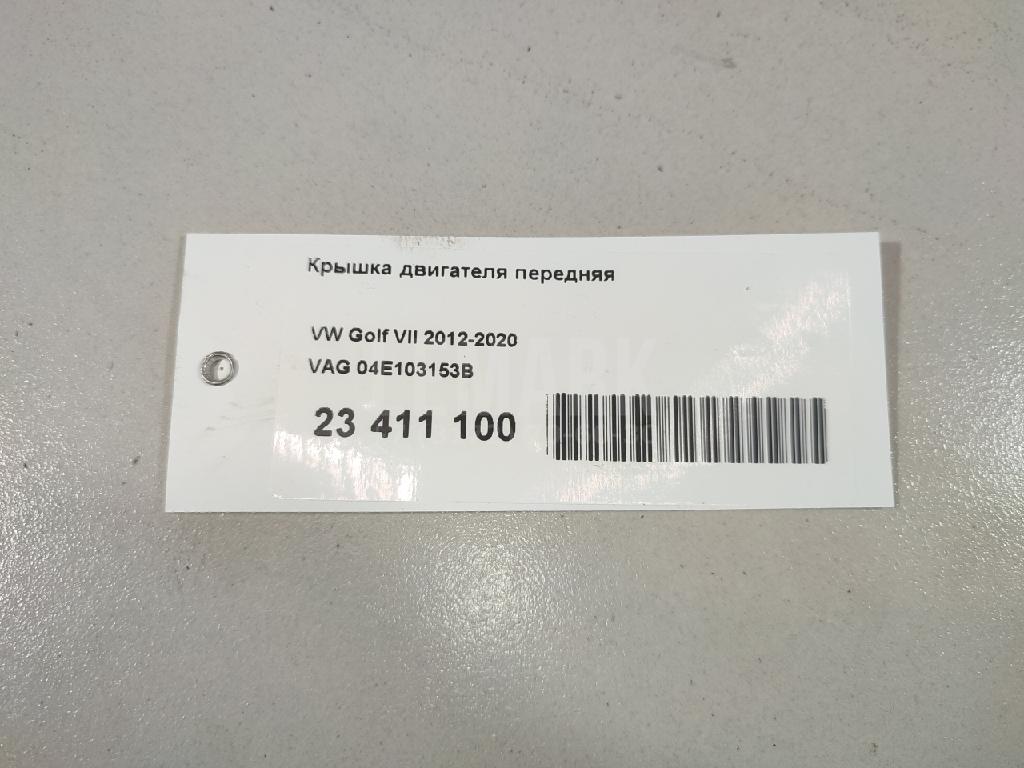 Крышка двигателя передняя
VW Golf VII 2012-2020
VAG 04E103153B
23 411 100